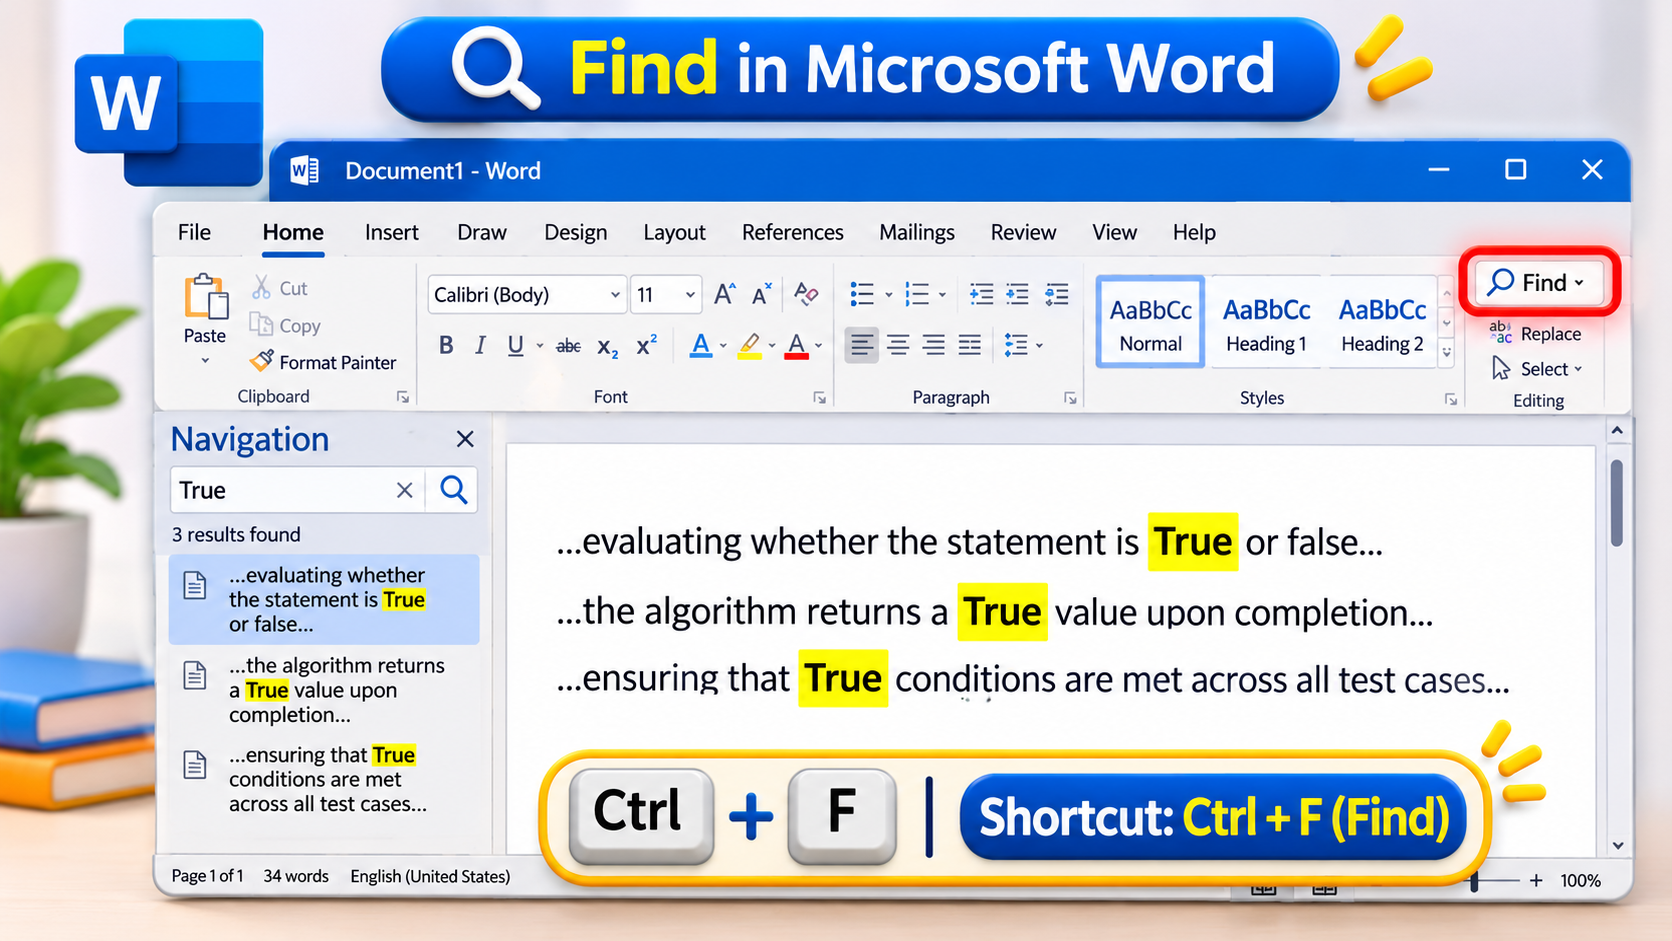 W
Find in Microsoft Word
W
Document1 - Word
File Home Insert Draw Design Layout References Mailings Review View Help
Paste
Cut
Copy
Format Painter
Clipboard
Calibri (Body) 11 A A A
B I U abc X2 X2 A A
Font
Paragraph
AaBbCc AaBbCc AaBbCc
Normal Heading 1 Heading 2
Styles
Find
ab
ac
Replace
Select
Editing
Navigation
True
3 results found
...evaluating whether
the statement is True
or false...
...the algorithm returns
a True value upon
completion...
...ensuring that True
conditions are met
across all test cases...
...evaluating whether the statement is True or false...
...the algorithm returns a True value upon completion...
...ensuring that True conditions are met across all test cases...
Ctrl + F | Shortcut: Ctrl + F (Find)
Page 1 of 1 34 words English (United States)
100%